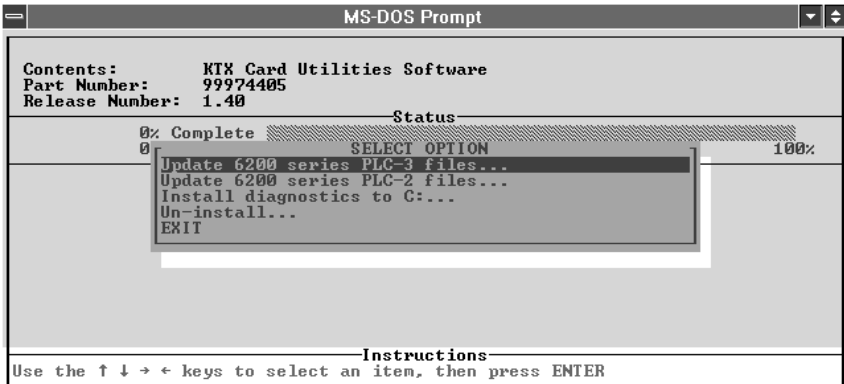 MS-DOS Prompt
Contents: KTX Card Utilities Software
Part Number: 99974405
Release Number: 1.40
Status
0% Complete
0 100%
SELECT OPTION
Update 6200 series PLC-3 files...
Update 6200 series PLC-2 files...
Install diagnostics to C:...
Un-install...
EXIT
Instructions
Use the ↑ ↓ → ← keys to select an item, then press ENTER